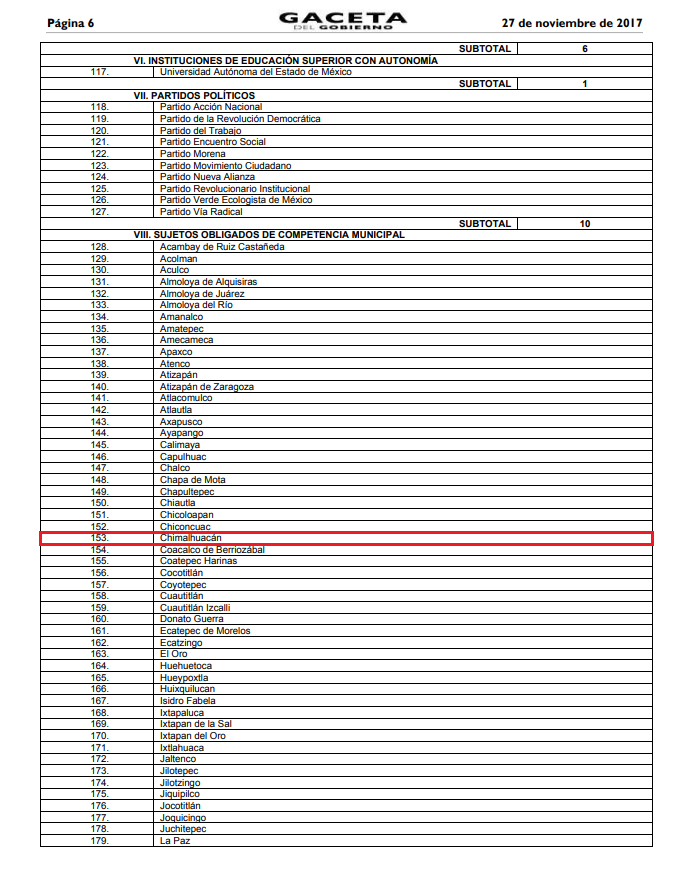 Página 6 GACETA DEL GOBIERNO 27 de noviembre de 2017
SUBTOTAL 6
VI. INSTITUCIONES DE EDUCACIÓN SUPERIOR CON AUTONOMÍA
117. Universidad Autónoma del Estado de México
SUBTOTAL 1
VII. PARTIDOS POLÍTICOS
118. Partido Acción Nacional
119. Partido de la Revolución Democrática
120. Partido del Trabajo
121. Partido Encuentro Social
122. Partido Morena
123. Partido Movimiento Ciudadano
124. Partido Nueva Alianza
125. Partido Revolucionario Institucional
126. Partido Verde Ecologista de México
127. Partido Vía Radical
SUBTOTAL 10
VIII. SUJETOS OBLIGADOS DE COMPETENCIA MUNICIPAL
128. Acambay de Ruiz Castañeda
129. Acolman
130. Aculco
131. Almoloya de Alquisiras
132. Almoloya de Juárez
133. Almoloya del Río
134. Amanalco
135. Amatepec
136. Amecameca
137. Apaxco
138. Atenco
139. Atizapán
140. Atizapán de Zaragoza
141. Atlacomulco
142. Atlautla
143. Axapusco
144. Ayapango
145. Calimaya
146. Capulhuac
147. Chalco
148. Chapa de Mota
149. Chapultepec
150. Chiautla
151. Chicoloapan
152. Chiconcuac
153. Chimalhuacán
154. Coacalco de Berriozábal
155. Coatepec Harinas
156. Cocotitlán
157. Coyotepec
158. Cuautitlán
159. Cuautitlán Izcalli
160. Donato Guerra
161. Ecatepec de Morelos
162. Ecatzingo
163. El Oro
164. Huehuetoca
165. Hueypoxtla
166. Huixquilucan
167. Isidro Fabela
168. Ixtapaluca
169. Ixtapan de la Sal
170. Ixtapan del Oro
171. Ixtlahuaca
172. Jaltenco
173. Jilotepec
174. Jilotzingo
175. Jiquipilco
176. Jocotitlán
177. Joquicingo
178. Juchitepec
179. La Paz